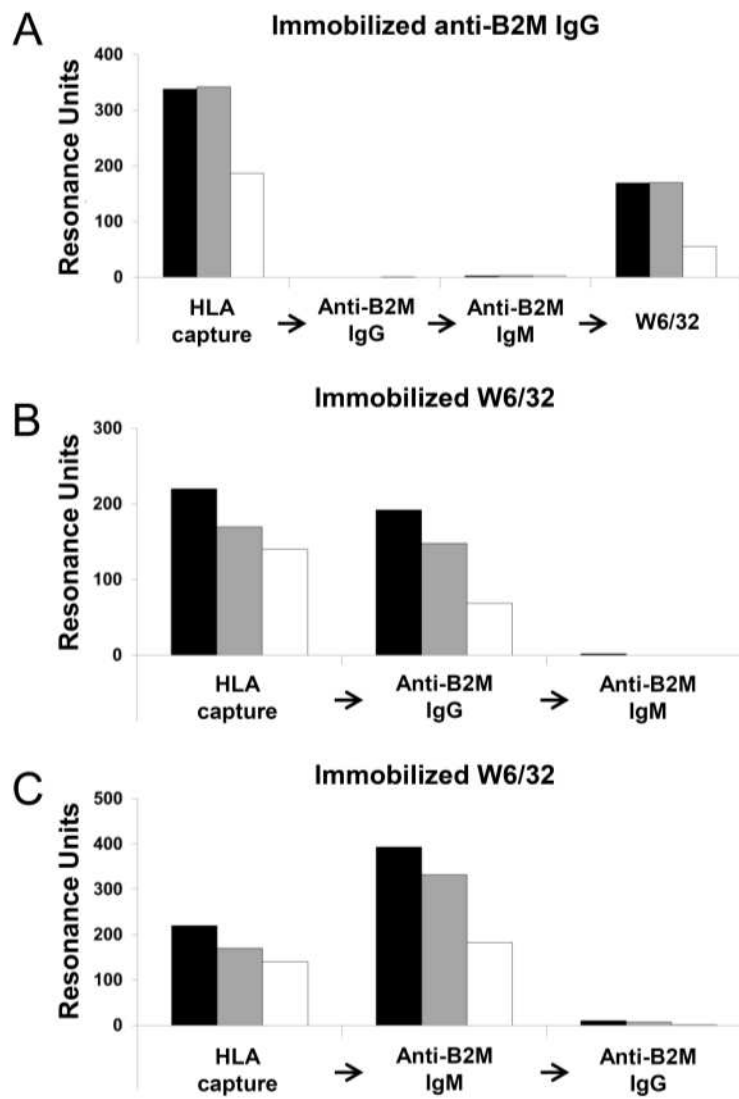 A
Immobilized anti-B2M IgG
Resonance Units
400
300
200
100
0
HLA capture → Anti-B2M IgG → Anti-B2M IgM → W6/32
B
Immobilized W6/32
Resonance Units
300
200
100
0
HLA capture → Anti-B2M IgG → Anti-B2M IgM
C
Immobilized W6/32
Resonance Units
500
400
300
200
100
0
HLA capture → Anti-B2M IgM → Anti-B2M IgG